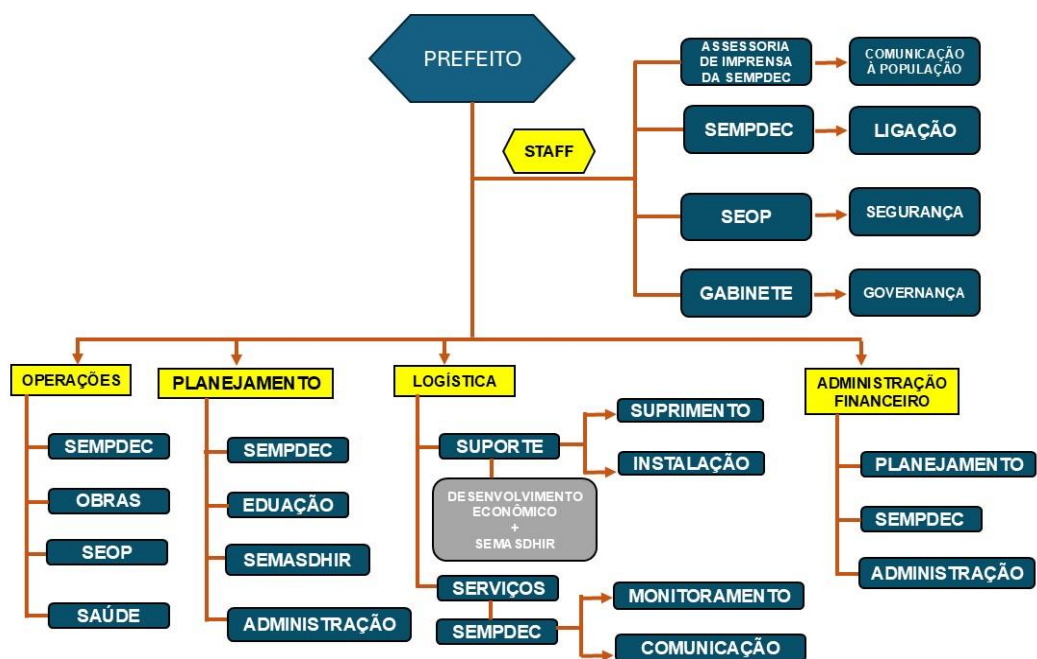 PREFEITO
STAFF
ASSESSORIA
DE IMPRENSA
DA SEMPDEC
COMUNICAÇÃO
À POPULAÇÃO
SEMPDEC
LIGAÇÃO
SEOP
SEGURANÇA
GABINETE
GOVERNANÇA
OPERAÇÕES
SEMPDEC
OBRAS
SEOP
SAÚDE
PLANEJAMENTO
SEMPDEC
EDUAÇÃO
SEMASDHIR
ADMINISTRAÇÃO
LOGÍSTICA
SUPORTE
SUPRIMENTO
INSTALAÇÃO
DESENVOLVIMENTO
ECONÔMICO
+
SEMASDHIR
SERVIÇOS
SEMPDEC
MONITORAMENTO
COMUNICAÇÃO
ADMINISTRAÇÃO
FINANCEIRO
PLANEJAMENTO
SEMPDEC
ADMINISTRAÇÃO